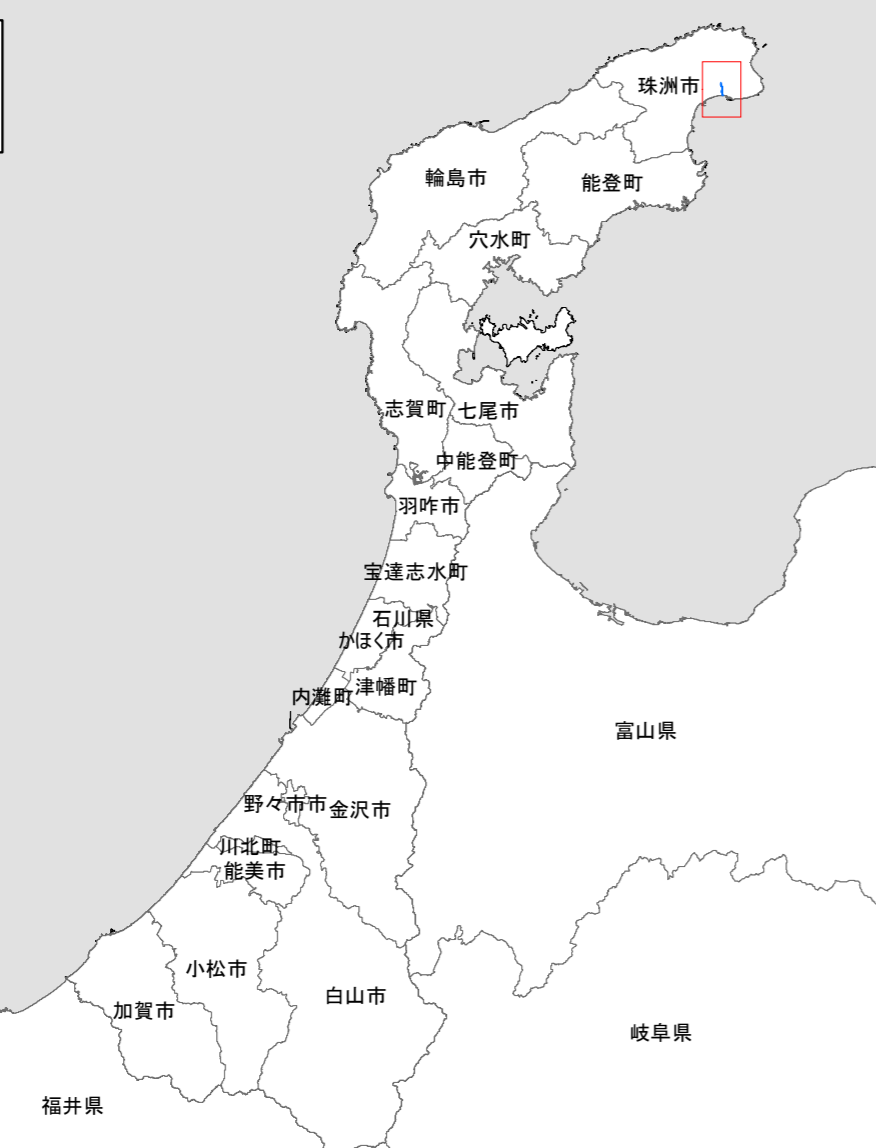 珠洲市
輪島市
能登町
穴水町
志賀町
七尾市
中能登町
羽咋市
宝達志水町
石川県
かほく市
津幡町
内灘町
富山県
野々市市
金沢市
川北町
能美市
小松市
白山市
加賀市
岐阜県
福井県